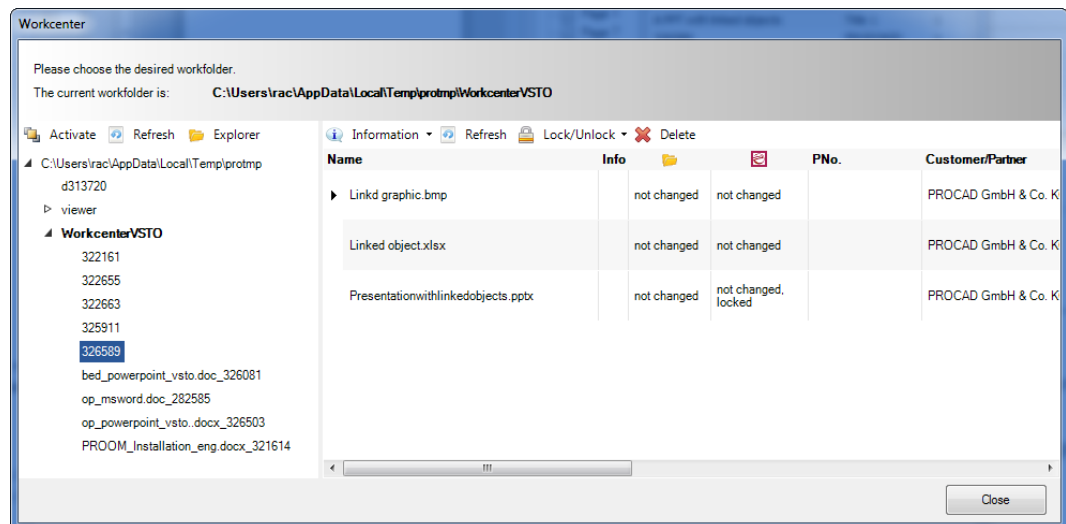 Workcenter
Please choose the desired workfolder.
The current workfolder is: C:\Users\rac\AppData\Local\Temp\protmp\WorkcenterVSTO
Activate Refresh Explorer
Information Refresh Lock/Unlock Delete
C:\Users\rac\AppData\Local\Temp\protmp
d313720
viewer
WorkcenterVSTO
322161
322655
322663
325911
326589
bed_powerpoint_vsto.doc_326081
op_msword.doc_282585
op_powerpoint_vsto..docx_326503
PROOM_Installation_eng.docx_321614
Name Info PNo. Customer/Partner
Linkd graphic.bmp not changed not changed PROCAD GmbH & Co. K
Linked object.xlsx not changed not changed PROCAD GmbH & Co. K
Presentationwithlinkedobjects.pptx not changed not changed, locked PROCAD GmbH & Co. K
Close